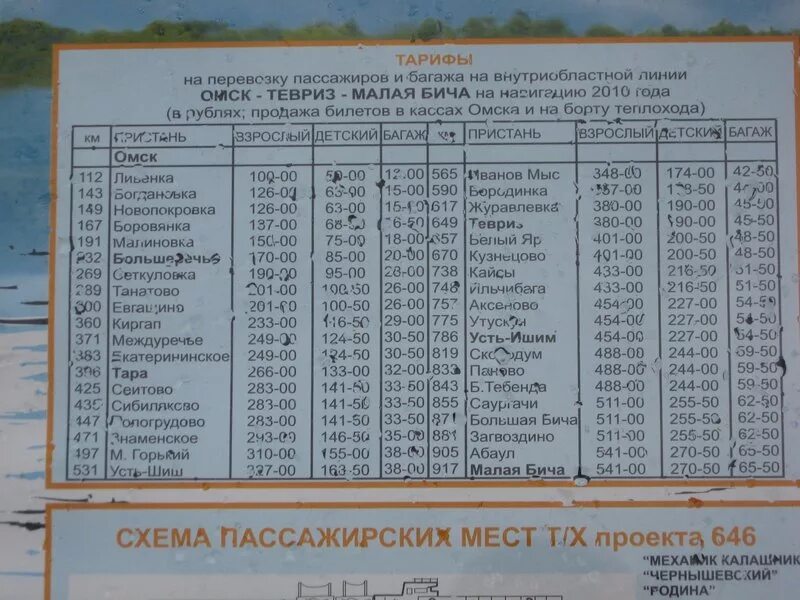 ТАРИФЫ
на перевозку пассажиров и багажа на внутриобластной линии
ОМСК - ТЕВРИЗ - МАЛАЯ БИЧА на навигацию 2010 года
(в рублях; продажа билетов в кассах Омска и на борту теплохода)
км ПРИСТАНЬ ВЗРОСЛЫЙ ДЕТСКИЙ БАГАЖ км ПРИСТАНЬ ВЗРОСЛЫЙ ДЕТСКИЙ БАГАЖ
Омск
112 Ливенка 100-00 50-00 12-00 565 Иванов Мыс 348-00 174-00 42-50
143 Богдановка 126-00 63-00 15-00 590 Бородинка 357-00 178-50
149 Новопокровка 126-00 63-00 15-00 617 Журавлевка 380-00 190-00 45-50
167 Боровянка 137-00 68-50 16-50 649 Тевриз 380-00 190-00 45-50
191 Малиновка 150-00 75-00 18-00 657 Белый Яр 401-00 200-50 48-50
232 Большеречье 170-00 85-00 20-00 670 Кузнецово 401-00 200-50 48-50
269 Сеткуловка 190-00 95-00 23-00 738 Кайсы 433-00 216-50 51-50
289 Танатово 201-00 100-50 26-00 748 Ильчибага 433-00 216-50 51-50
300 Евгащино 201-00 100-50 26-00 757 Аксеново 454-00 227-00 54-50
360 Киргап 233-00 116-50 29-00 775 Утускун 454-00 227-00 54-50
371 Междуречье 249-00 124-50 30-50 786 Усть-Ишим 454-00 227-00 54-50
383 Екатерининское 249-00 124-50 30-50 819 Скородум 488-00 244-00 59-50
396 Тара 266-00 133-00 32-00 833 Паново 488-00 244-00 59-50
425 Сеитово 283-00 141-50 33-50 843 Б.Тебенда 488-00 244-00 59-50
435 Сибиляково 283-00 141-50 33-50 855 Саургачи 511-00 255-50 62-50
447 Пологрудово 283-00 141-50 33-50 871 Большая Бича 511-00 255-50 62-50
471 Знаменское 293-00 146-50 35-00 881 Загвоздино 511-00 255-50 62-50
497 М. Горький 310-00 155-00 38-00 905 Абаул 541-00 270-50 65-50
531 Усть-Шиш 327-00 163-50 38-00 917 Малая Бича 541-00 270-50 65-50
СХЕМА ПАССАЖИРСКИХ МЕСТ Т/Х проекта 646
"МЕХАНИК КАЛАШНИК
"ЧЕРНЫШЕВСКИЙ"
"РОДИНА"